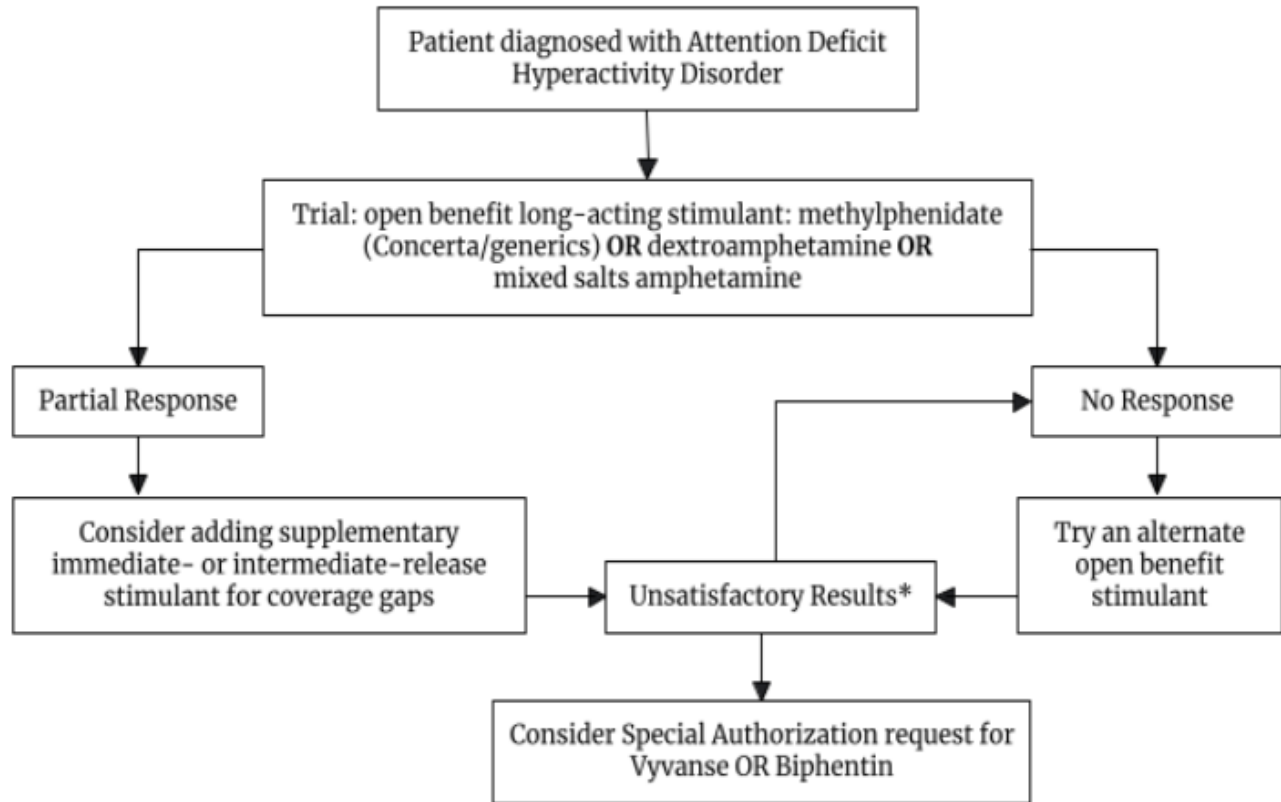 Patient diagnosed with Attention Deficit
Hyperactivity Disorder
Trial: open benefit long-acting stimulant: methylphenidate
(Concerta/generics) OR dextroamphetamine OR
mixed salts amphetamine
Partial Response
No Response
Consider adding supplementary
immediate- or intermediate-release
stimulant for coverage gaps
Unsatisfactory Results*
Try an alternate
open benefit
stimulant
Consider Special Authorization request for
Vyvanse OR Biphentin